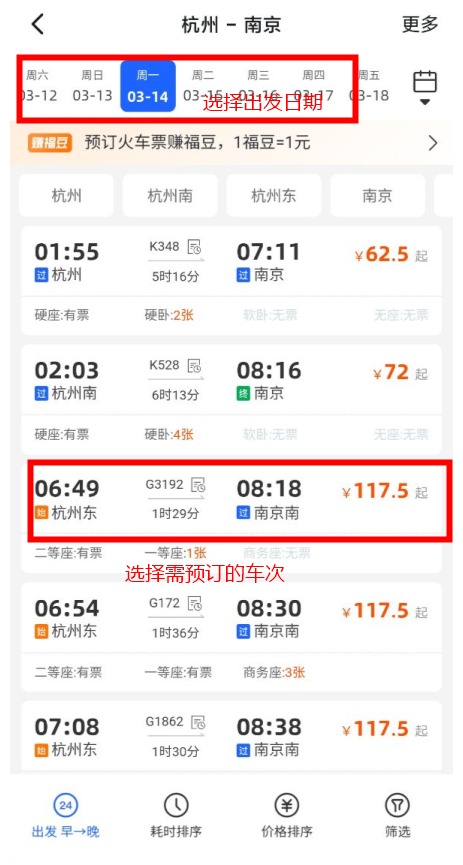 杭州 – 南京 更多
周六 周日 周一 周二 周三 周四 周五
03-12 03-13 03-14 03-15 03-16 03-17 03-18
选择出发日期
赚福豆 预订火车票赚福豆，1福豆=1元
杭州 杭州南 杭州东 南京
01:55 K348 07:11 ￥62.5 起
过 杭州 5时16分 过 南京
硬座:有票 硬卧:2张 软卧:无票 无座:无票
02:03 K528 08:16 ￥72 起
过 杭州南 6时13分 终 南京
硬座:有票 硬卧:4张 软卧:无票 无座:无票
06:49 G3192 08:18 ￥117.5 起
始 杭州东 1时29分 过 南京南
二等座:有票 一等座:1张 商务座:无票
选择需预订的车次
06:54 G172 08:30 ￥117.5 起
始 杭州东 1时36分 过 南京南
二等座:有票 一等座:有票 商务座:3张
07:08 G1862 08:38 ￥117.5 起
始 杭州东 1时30分 过 南京南
24
出发 早→晚 耗时排序 价格排序 筛选